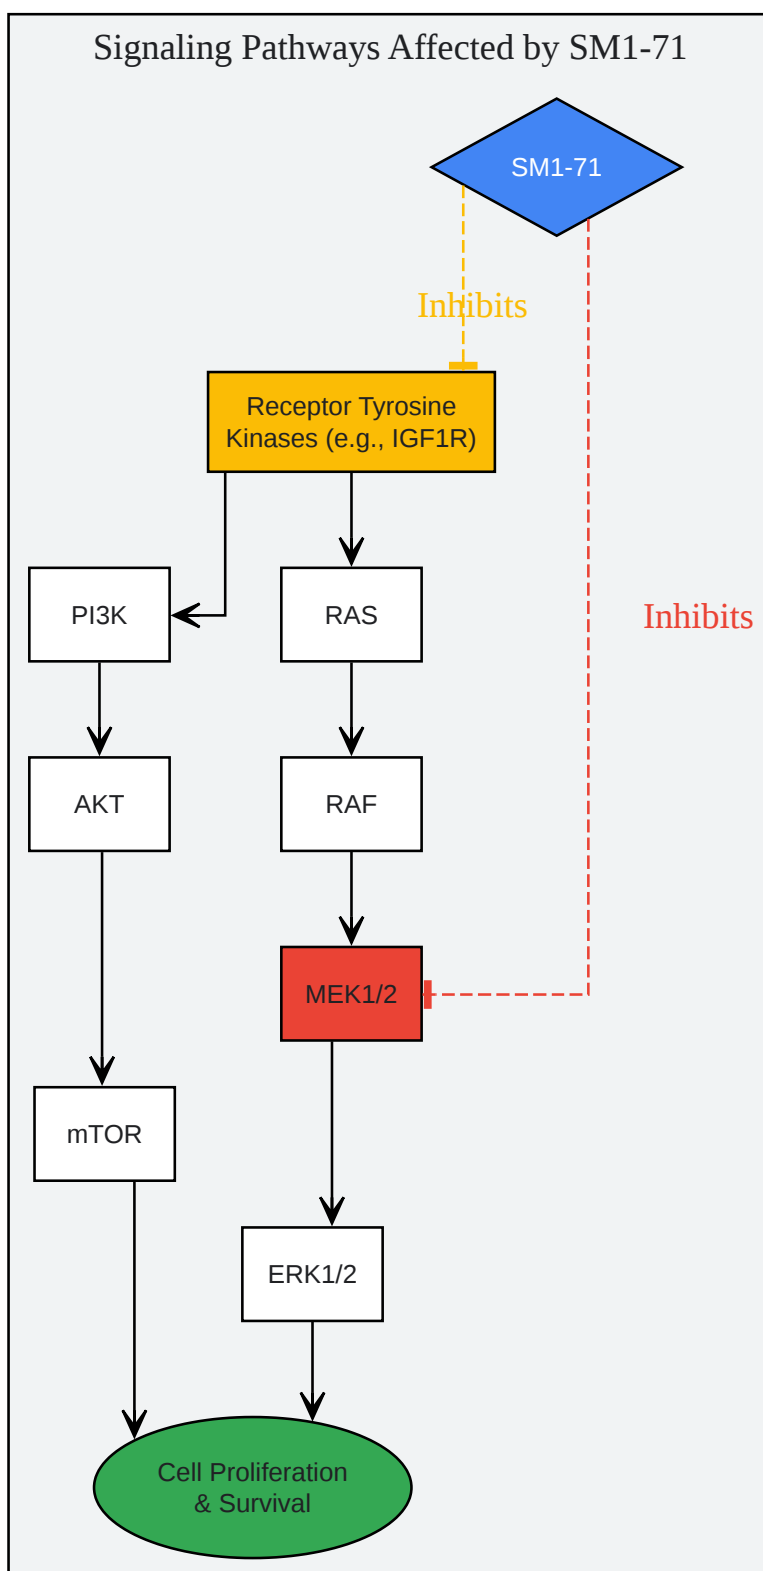 Signaling Pathways Affected by SM1-71
SM1-71
Inhibits
Receptor Tyrosine
Kinases (e.g., IGF1R)
PI3K
RAS
Inhibits
AKT
RAF
MEK1/2
mTOR
ERK1/2
Cell Proliferation
& Survival